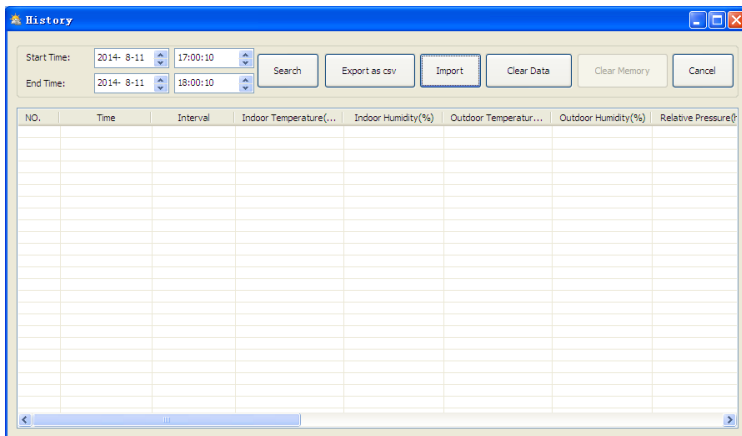 History
Start Time: 2014- 8-11 17:00:10
End Time: 2014- 8-11 18:00:10
Search Export as csv Import Clear Data Clear Memory Cancel
NO. Time Interval Indoor Temperature(... Indoor Humidity(%) Outdoor Temperatur... Outdoor Humidity(%) Relative Pressure(h